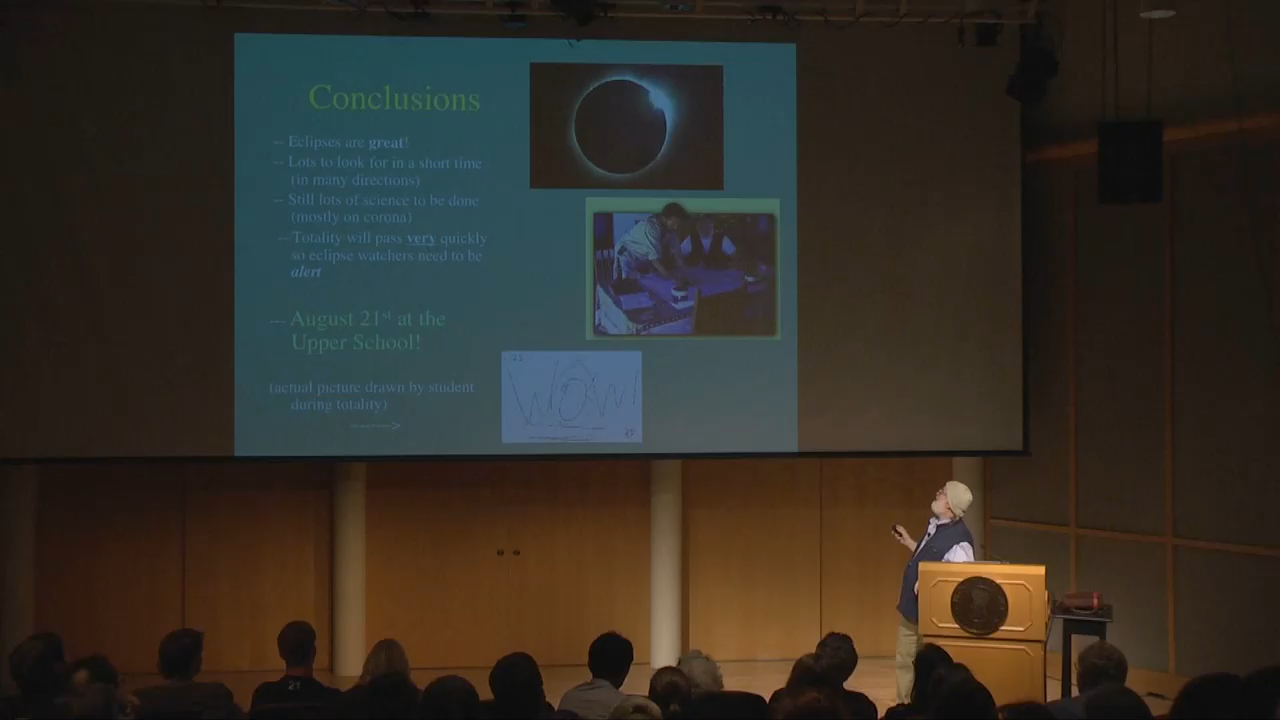 Conclusions
-- Eclipses are great!
-- Lots to look for in a short time
(in many directions)
-- Still lots of science to be done
(mostly on corona)
-- Totality will pass very quickly
so eclipse watchers need to be
alert
-- August 21st at the
Upper School!
(actual picture drawn by student
during totality)
WOW!
21